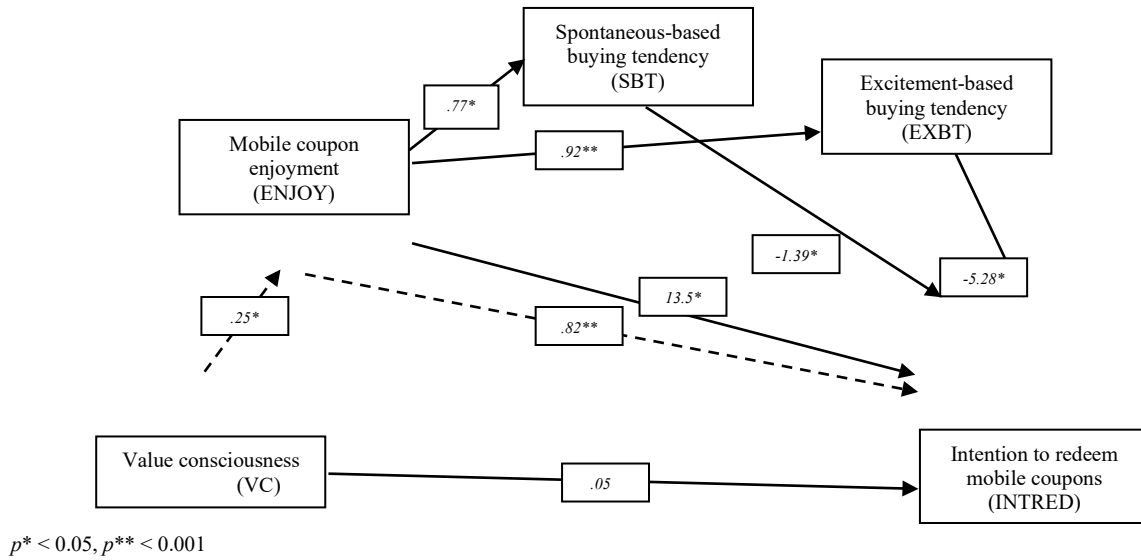 Spontaneous-based
buying tendency
(SBT)
Excitement-based
buying tendency
(EXBT)
.77*
Mobile coupon
enjoyment
(ENJOY)
.92**
-1.39*
-5.28*
13.5*
.25*
.82**
Value consciousness
(VC)
.05
Intention to redeem
mobile coupons
(INTRED)
p* < 0.05, p** < 0.001